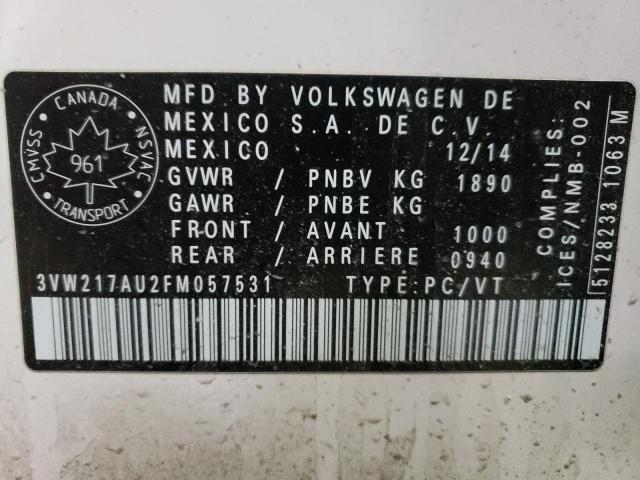 CANADA
CMVSS NSVAC
961
TRANSPORT
MFD BY VOLKSWAGEN DE
MEXICO S.A. DE C.V.
MEXICO 12/14
GVWR / PNBV KG 1890
GAWR / PNBE KG
FRONT / AVANT 1000
REAR / ARRIERE 0940
3VW217AU2FM057531 TYPE:PC/VT
COMPLIES:
ICES/NMB-002
5128233 1063 M